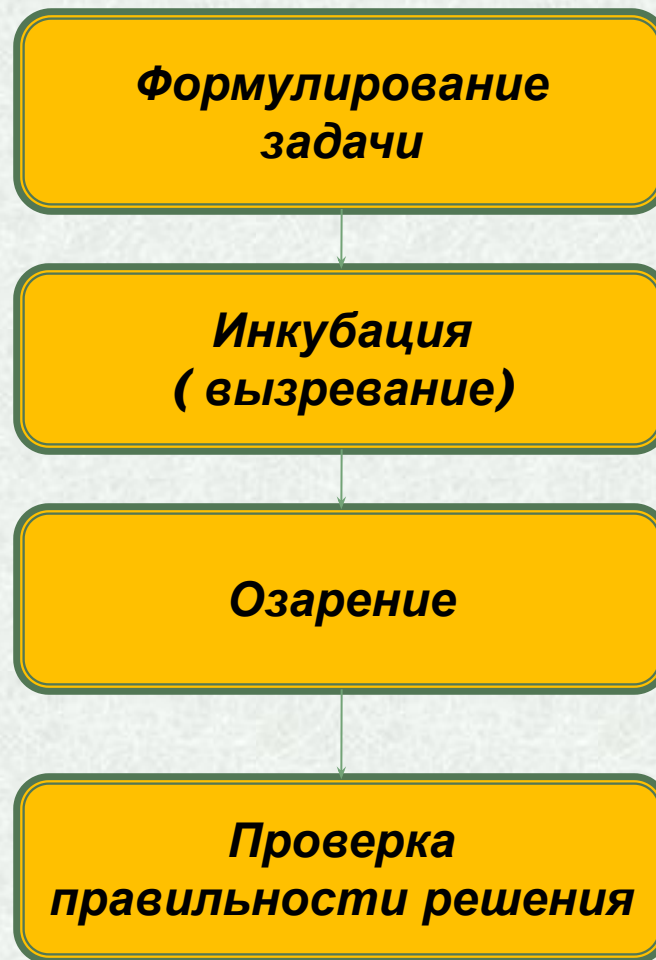 Формулирование
задачи
Инкубация
( вызревание)
Озарение
Проверка
правильности решения